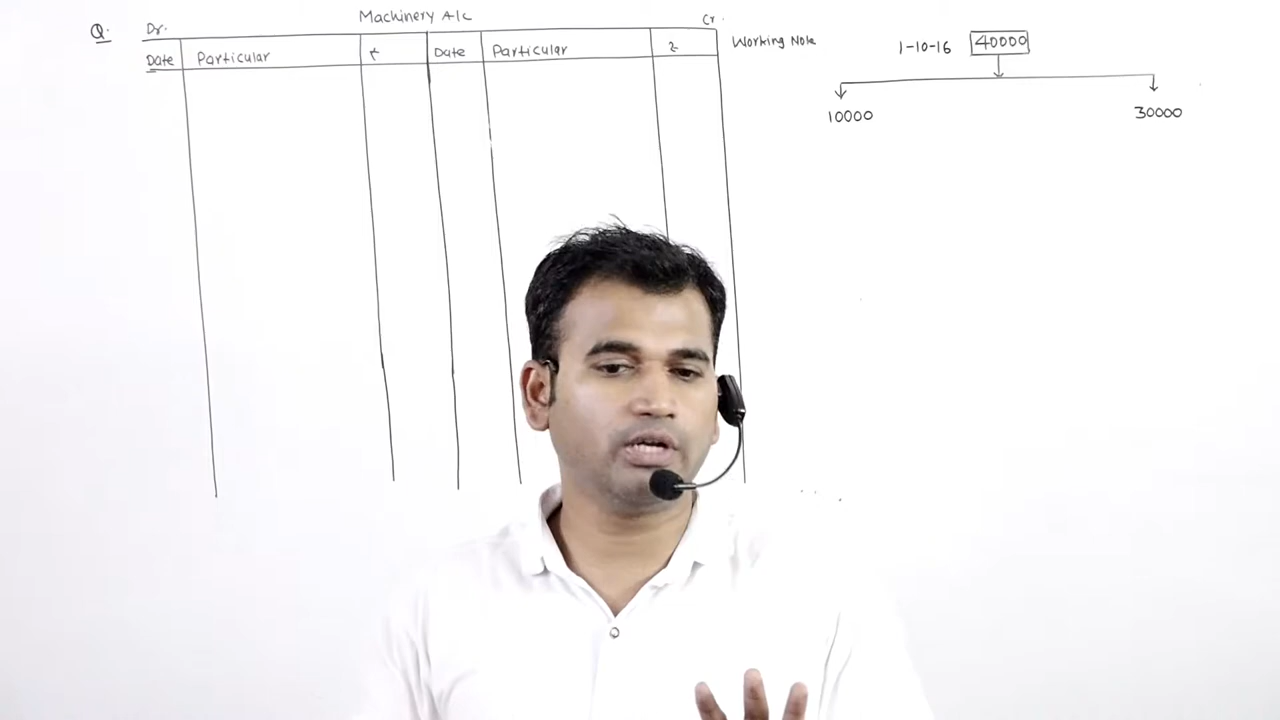 Q.
Machinery A/c
Dr.
Cr.
Date Particular ₹ Date Particular ₹
Working Note
1-10-16 40000
10000 30000